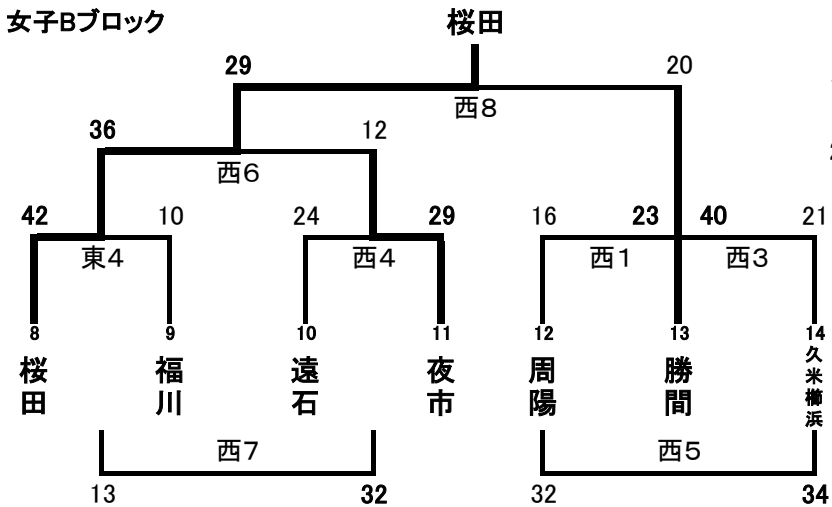 女子Bブロック
桜田
29 20
西8
36 12
西6
42 10 24 29 16 23 40 21
東4 西4 西1 西3
8 9 10 11 12 13 14
桜田 福川 遠石 夜市 周陽 勝間 久米櫛浜
西7 西5
13 32 32 34